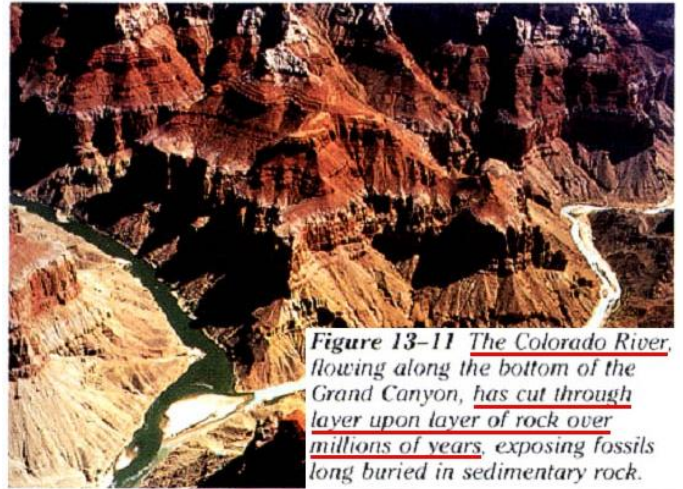 Figure 13–11 The Colorado River,
flowing along the bottom of the
Grand Canyon, has cut through
layer upon layer of rock over
millions of years, exposing fossils
long buried in sedimentary rock.